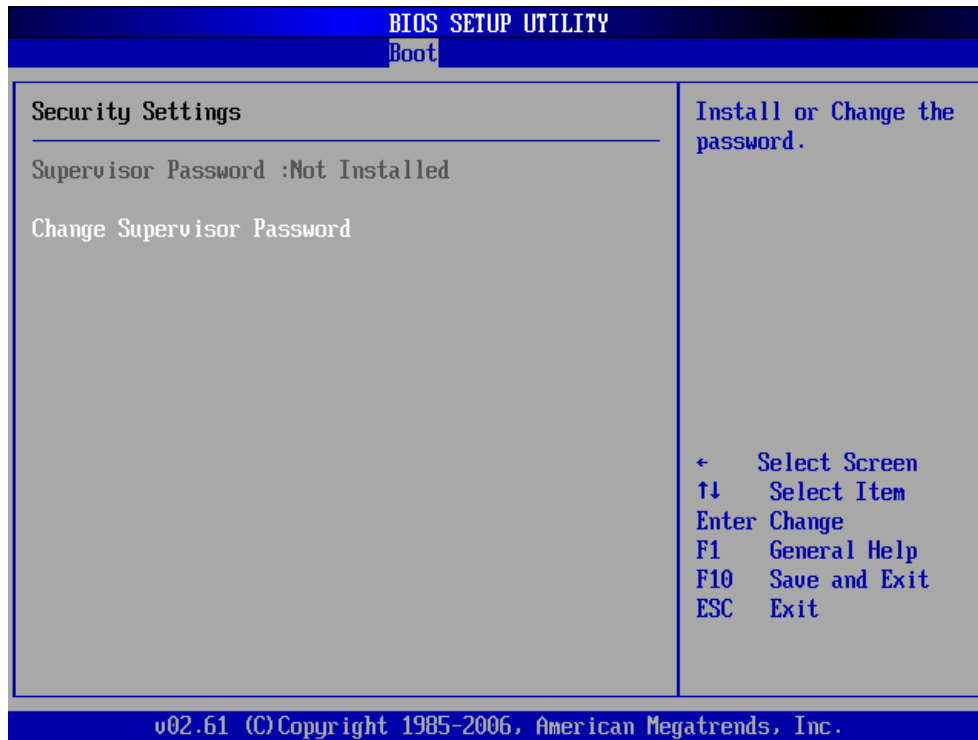 BIOS SETUP UTILITY
Boot
Security Settings
Supervisor Password :Not Installed
Change Supervisor Password
Install or Change the
password.
← Select Screen
↑↓ Select Item
Enter Change
F1 General Help
F10 Save and Exit
ESC Exit
v02.61 (C)Copyright 1985-2006, American Megatrends, Inc.